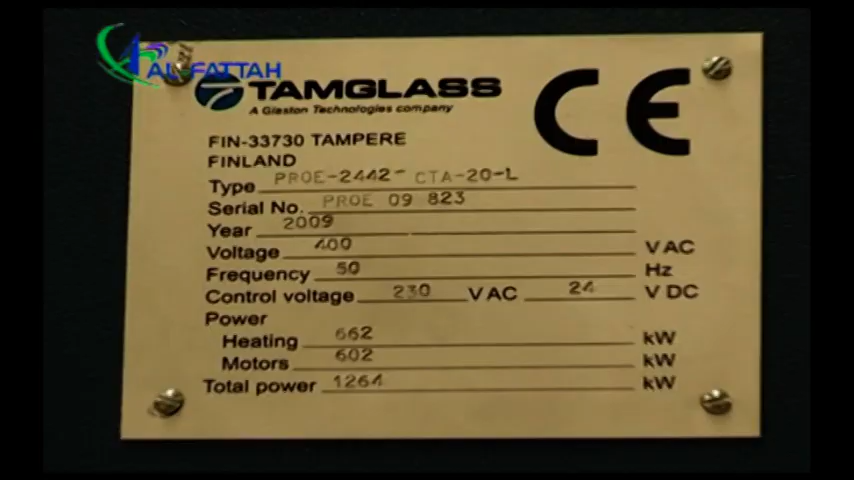 AL-FATTAH
TAMGLASS
A Glaston Technologies company
CE
FIN-33730 TAMPERE
FINLAND
Type PROE-2442- CTA-20-L
Serial No. PROE 09 823
Year 2009
Voltage 400 V AC
Frequency 50 Hz
Control voltage 230 V AC 24 V DC
Power
Heating 662 kW
Motors 602 kW
Total power 1264 kW